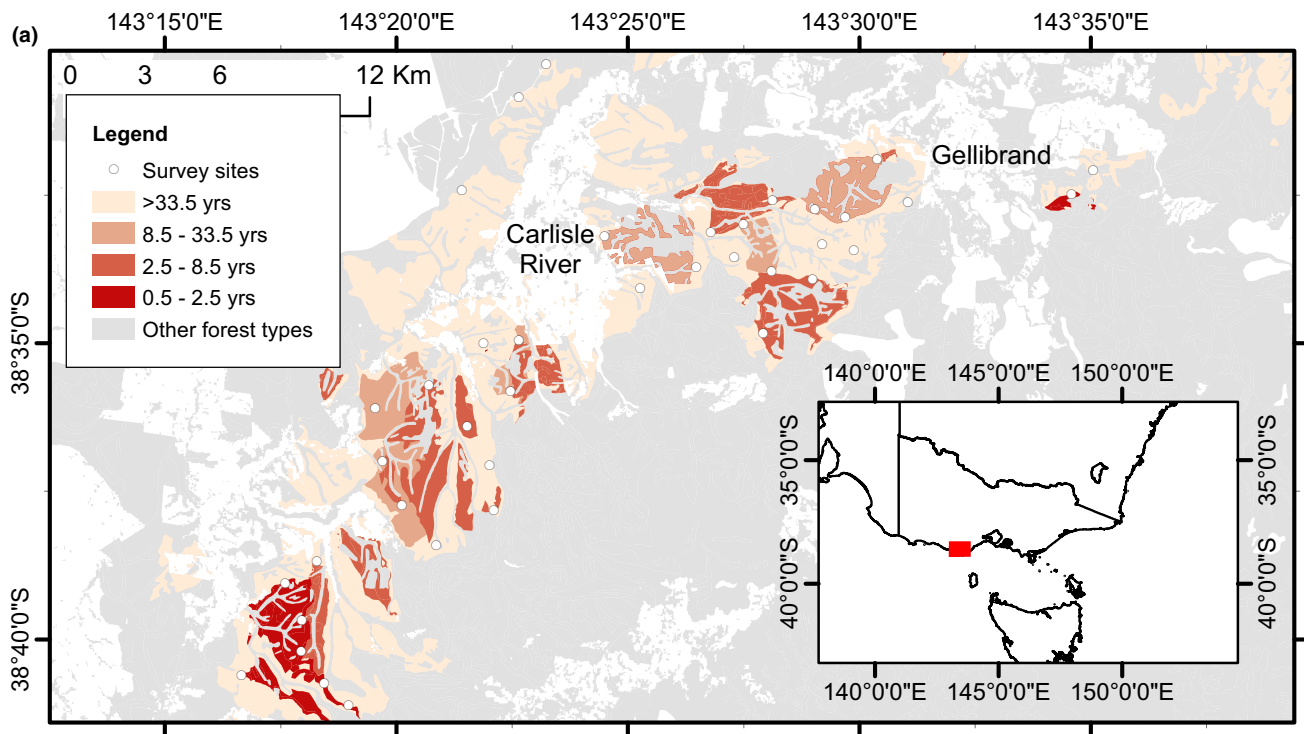 143°15'0"E 143°20'0"E 143°25'0"E 143°30'0"E 143°35'0"E
(a)
0 3 6 12 Km
Legend
Survey sites
>33.5 yrs
8.5 - 33.5 yrs
2.5 - 8.5 yrs
0.5 - 2.5 yrs
Other forest types
Gellibrand
Carlisle
River
38°35'0"S
38°40'0"S
140°0'0"E 145°0'0"E 150°0'0"E
35°0'0"S 35°0'0"S
40°0'0"S 40°0'0"S
140°0'0"E 145°0'0"E 150°0'0"E